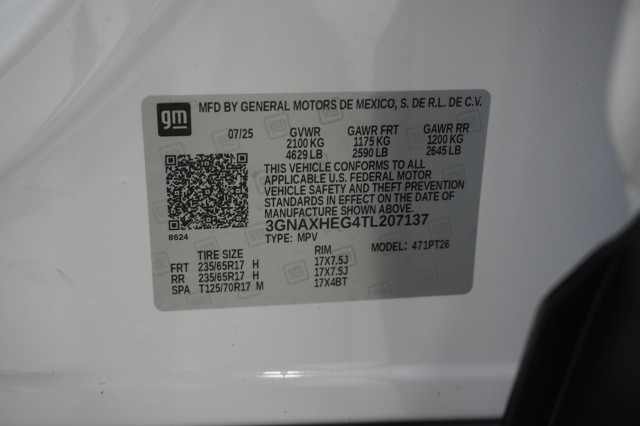 gm MFD BY GENERAL MOTORS DE MEXICO, S. DE R.L. DE C.V.
07/25 GVWR GAWR FRT GAWR RR
2100 KG 1175 KG 1200 KG
4629 LB 2590 LB 2645 LB
THIS VEHICLE CONFORMS TO ALL
APPLICABLE U.S. FEDERAL MOTOR
VEHICLE SAFETY AND THEFT PREVENTION
STANDARDS IN EFFECT ON THE DATE OF
MANUFACTURE SHOWN ABOVE.
3GNAXHEG4TL207137
8624 TYPE: MPV MODEL: 471PT26
TIRE SIZE RIM
FRT 235/65R17 H 17X7.5J
RR 235/65R17 H 17X7.5J
SPA T125/70R17 M 17X4BT